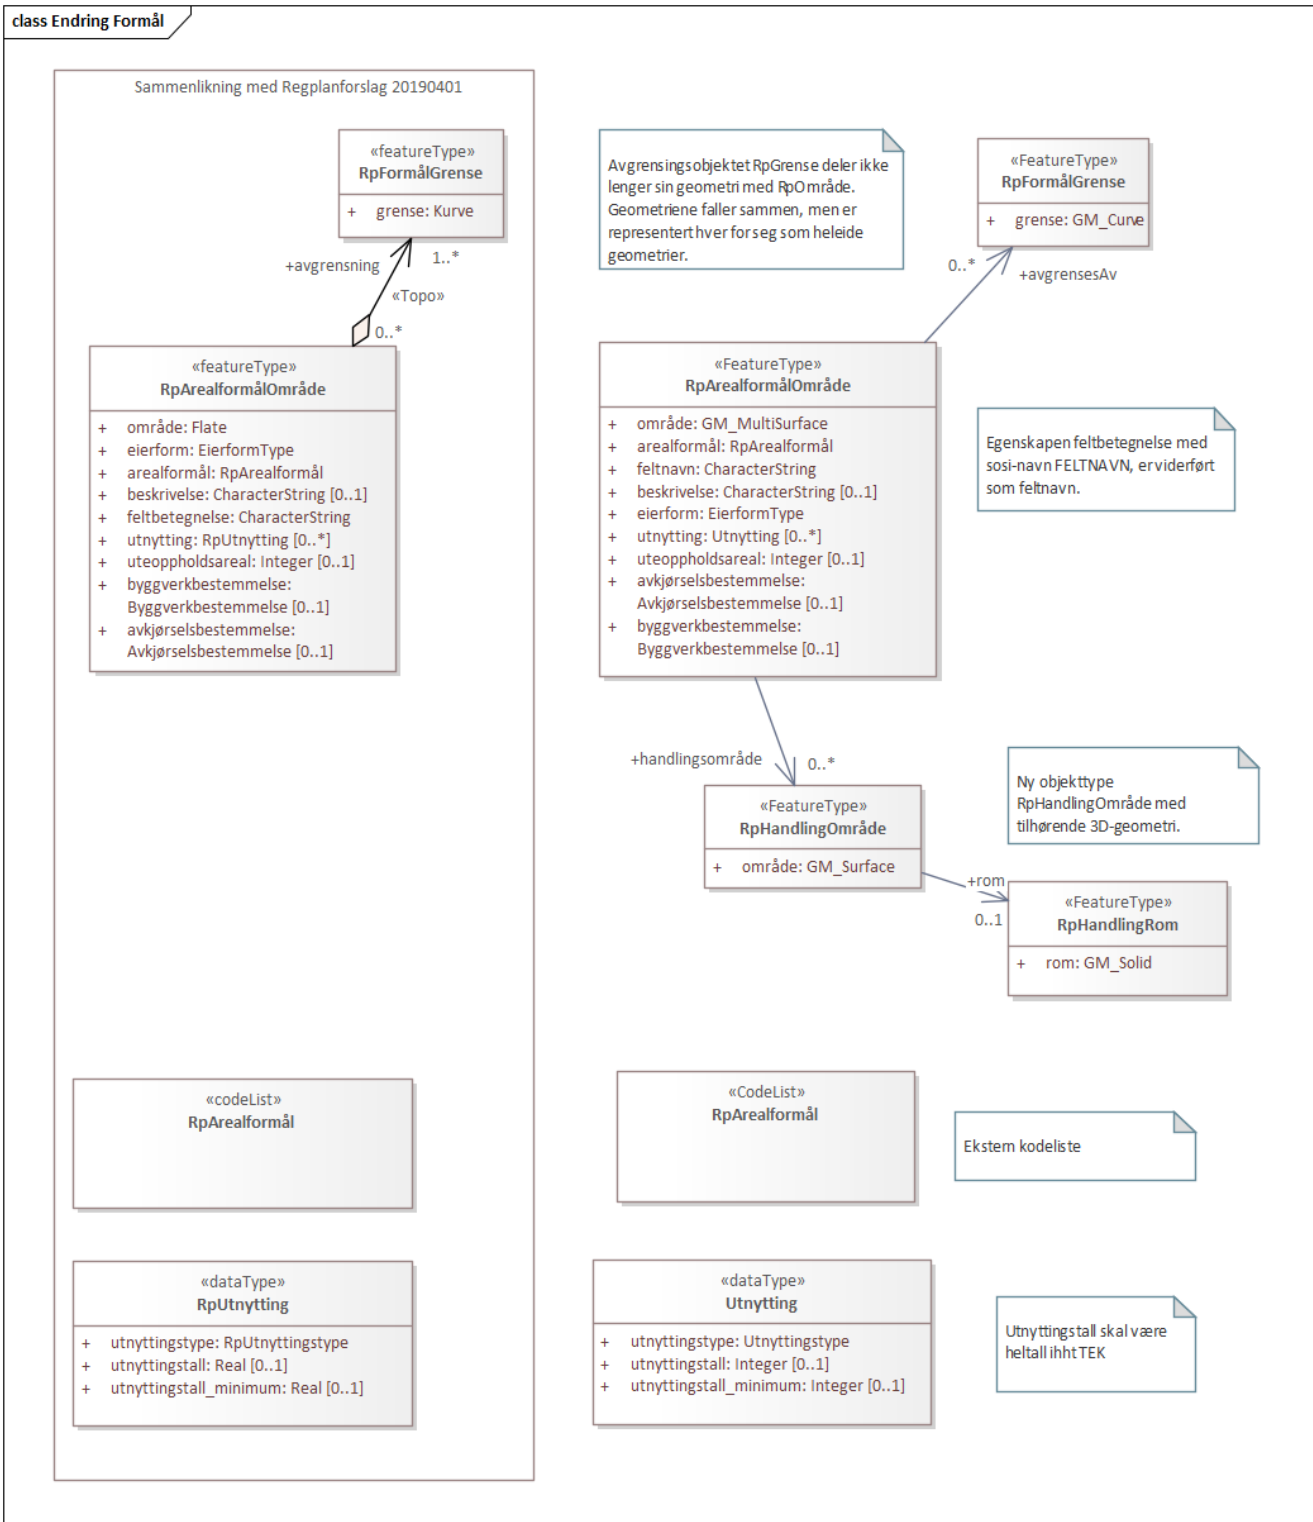 class Endring Formål
Sammenlikning med Regplanforslag 20190401
«featureType»
RpFormålGrense
+ grense: Kurve
+avgrensning
1..*
«Topo»
0..*
«featureType»
RpArealformålOmråde
+ område: Flate
+ eierform: EierformType
+ arealformål: RpArealformål
+ beskrivelse: CharacterString [0..1]
+ feltbetegnelse: CharacterString
+ utnytting: RpUtnytting [0..*]
+ uteoppholdsareal: Integer [0..1]
+ byggverkbestemmelse:
Byggverkbestemmelse [0..1]
+ avkjørselsbestemmelse:
Avkjørselsbestemmelse [0..1]
«codeList»
RpArealformål
«dataType»
RpUtnytting
+ utnyttingstype: RpUtnyttingstype
+ utnyttingstall: Real [0..1]
+ utnyttingstall_minimum: Real [0..1]
Avgrensingsobjektet RpGrense deler ikke
lenger sin geometri med RpOmråde.
Geometriene faller sammen, men er
representert hver for seg som heleide
geometrier.
«FeatureType»
RpFormålGrense
+ grense: GM_Curve
0..*
+avgrensesAv
«FeatureType»
RpArealformålOmråde
+ område: GM_MultiSurface
+ arealformål: RpArealformål
+ feltnavn: CharacterString
+ beskrivelse: CharacterString [0..1]
+ eierform: EierformType
+ utnytting: Utnytting [0..*]
+ uteoppholdsareal: Integer [0..1]
+ avkjørselsbestemmelse:
Avkjørselsbestemmelse [0..1]
+ byggverkbestemmelse:
Byggverkbestemmelse [0..1]
Egenskapen feltbetegnelse med
sosi-navn FELTNAVN, er viderført
som feltnavn.
+handlingsområde
0..*
«FeatureType»
RpHandlingOmråde
+ område: GM_Surface
Ny objekttype
RpHandlingOmråde med
tilhørende 3D-geometri.
+rom
0..1
«FeatureType»
RpHandlingRom
+ rom: GM_Solid
«CodeList»
RpArealformål
Ekstern kodeliste
«dataType»
Utnytting
+ utnyttingstype: Utnyttingstype
+ utnyttingstall: Integer [0..1]
+ utnyttingstall_minimum: Integer [0..1]
Utnyttingstall skal være
heltall ihht TEK